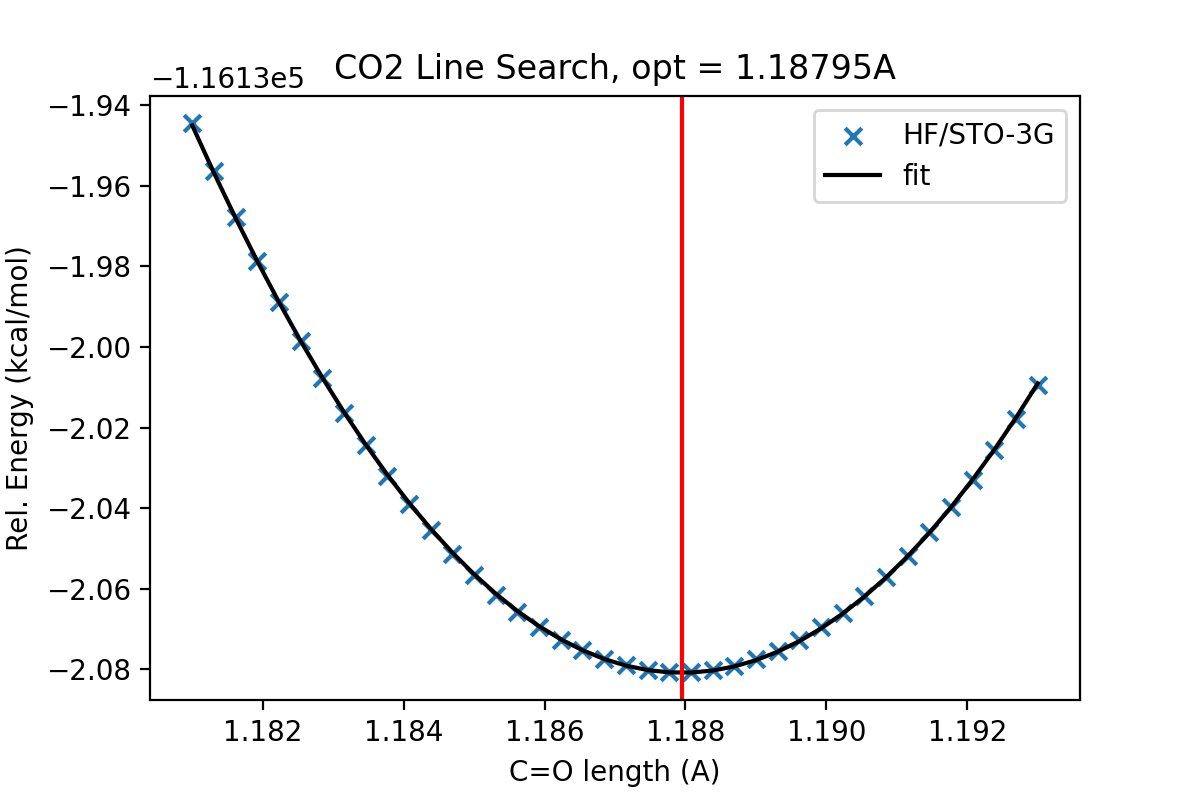 CO2 Line Search, opt = 1.18795A
−1.1613e5
−1.94
−1.96
−1.98
−2.00
−2.02
−2.04
−2.06
−2.08
Rel. Energy (kcal/mol)
HF/STO-3G
fit
1.182 1.184 1.186 1.188 1.190 1.192
C=O length (A)